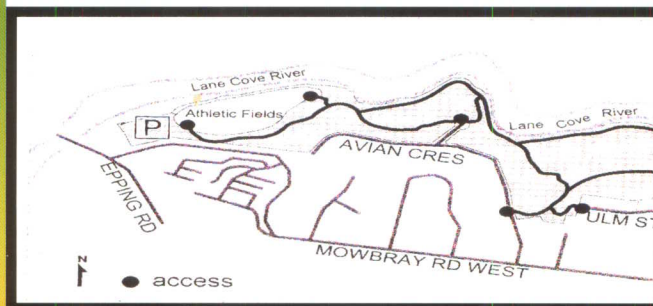 Lane Cove River
Athletic Fields
P
Lane Cove River
AVIAN CRES
EPPING RD
ULM ST
MOWBRAY RD WEST
N
access